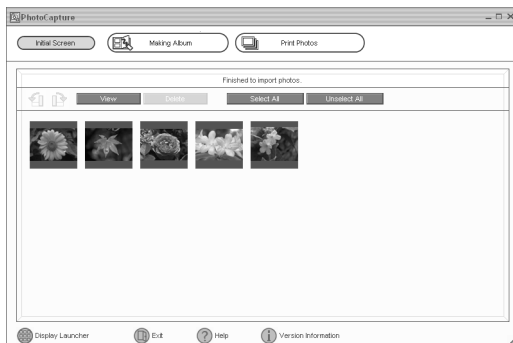 PhotoCapture
Initial Screen Making Album Print Photos
Finished to import photos.
View Delete Select All Unselect All
Display Launcher Exit Help Version Information